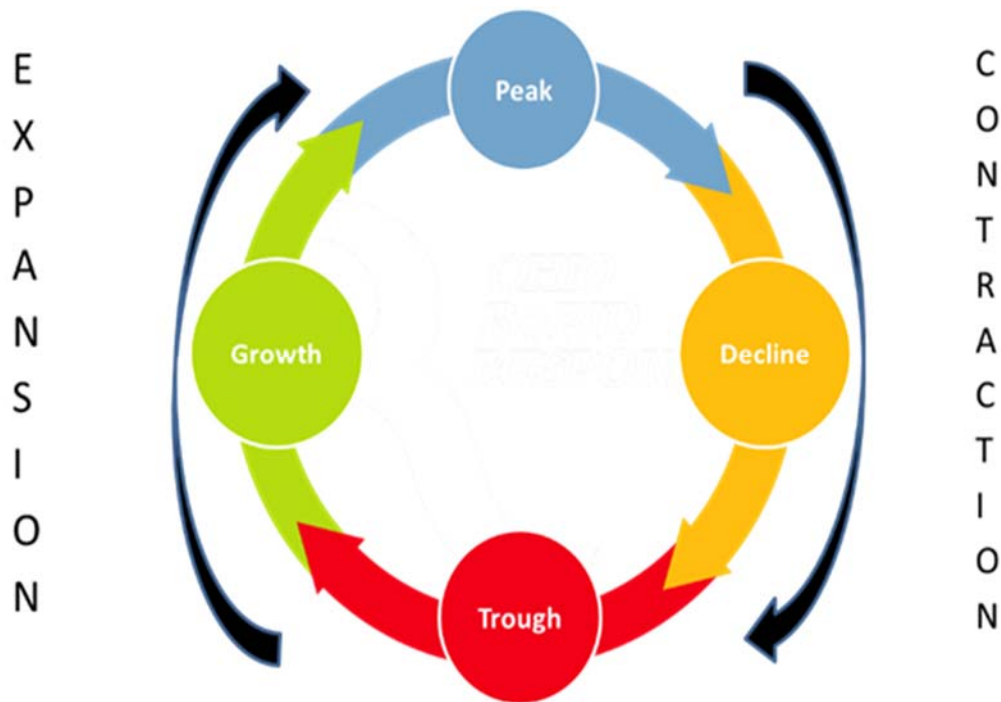 EXPANSION
Peak
CONTRACTION
Growth
Decline
Trough